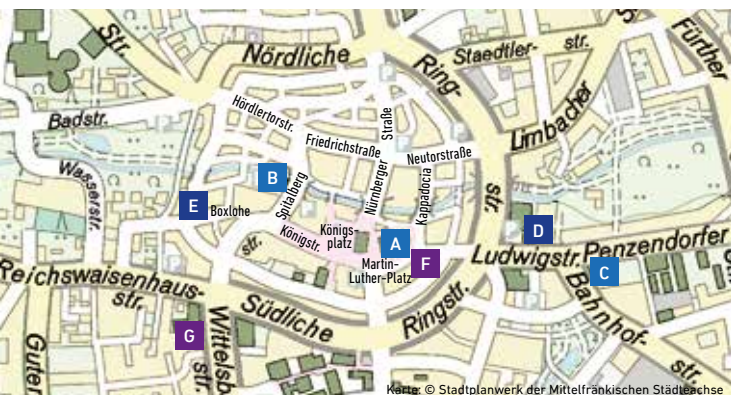 Str.
Nördliche
Ring-
Staedtler-
str.
Fürther
Limbacher
Badstr.
Hördlertorstr.
Friedrichstraße
Nürnberger
Straße
Neutorstraße
Wasserstr.
B
Spitalberg
Kappadocia
str.
E
Boxlohe
Königs-
platz
Königstr.
str.
A
F
Martin-
Luther-Platz
D
Ludwigstr.
Penzendorfer
C
Bahnhof-
str.
Reichswaisenhaus-
str.
Südliche
Ringstr.
G
Wittelsb
str.
Guter
Karte: © Stadtplanwerk der Mittelfränkischen Städteachse